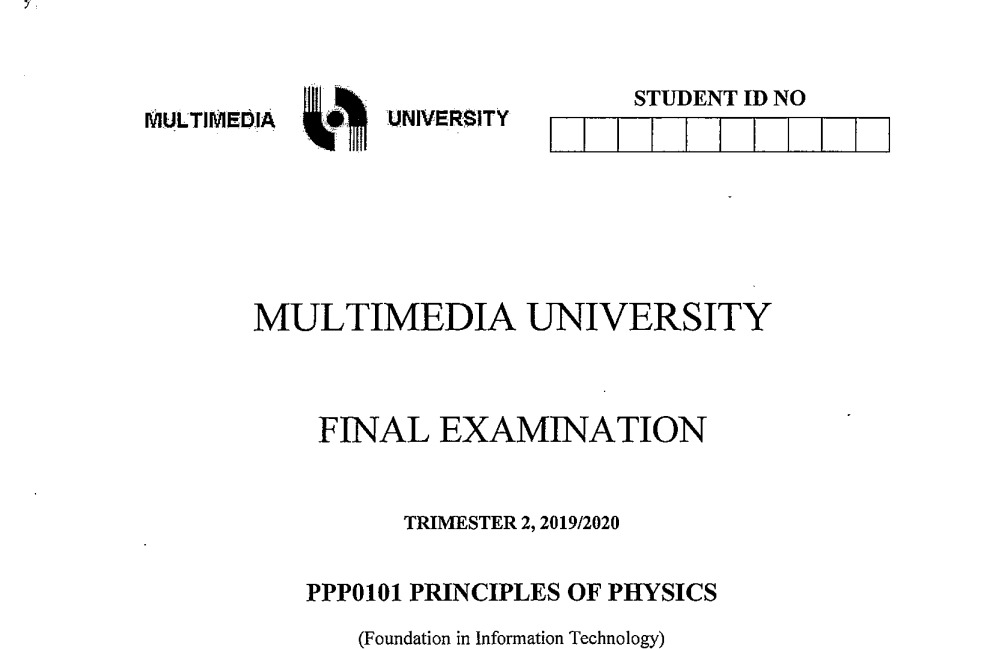 MULTIMEDIA UNIVERSITY
STUDENT ID NO
MULTIMEDIA UNIVERSITY
FINAL EXAMINATION
TRIMESTER 2, 2019/2020
PPP0101 PRINCIPLES OF PHYSICS
(Foundation in Information Technology)